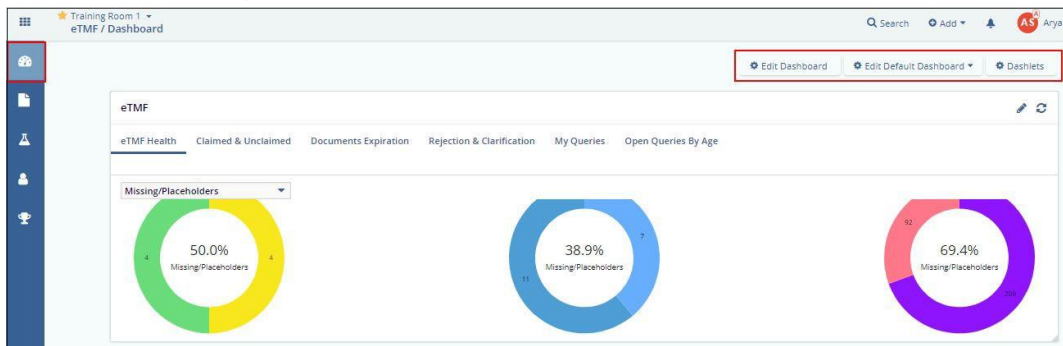 Training Room 1
eTMF / Dashboard
Search
Add
A
AS
Arya
Edit Dashboard
Edit Default Dashboard
Dashlets
eTMF
eTMF Health
Claimed & Unclaimed
Documents Expiration
Rejection & Clarification
My Queries
Open Queries By Age
Missing/Placeholders
4
50.0%
Missing/Placeholders
4
11
38.9%
Missing/Placeholders
7
92
69.4%
Missing/Placeholders
209